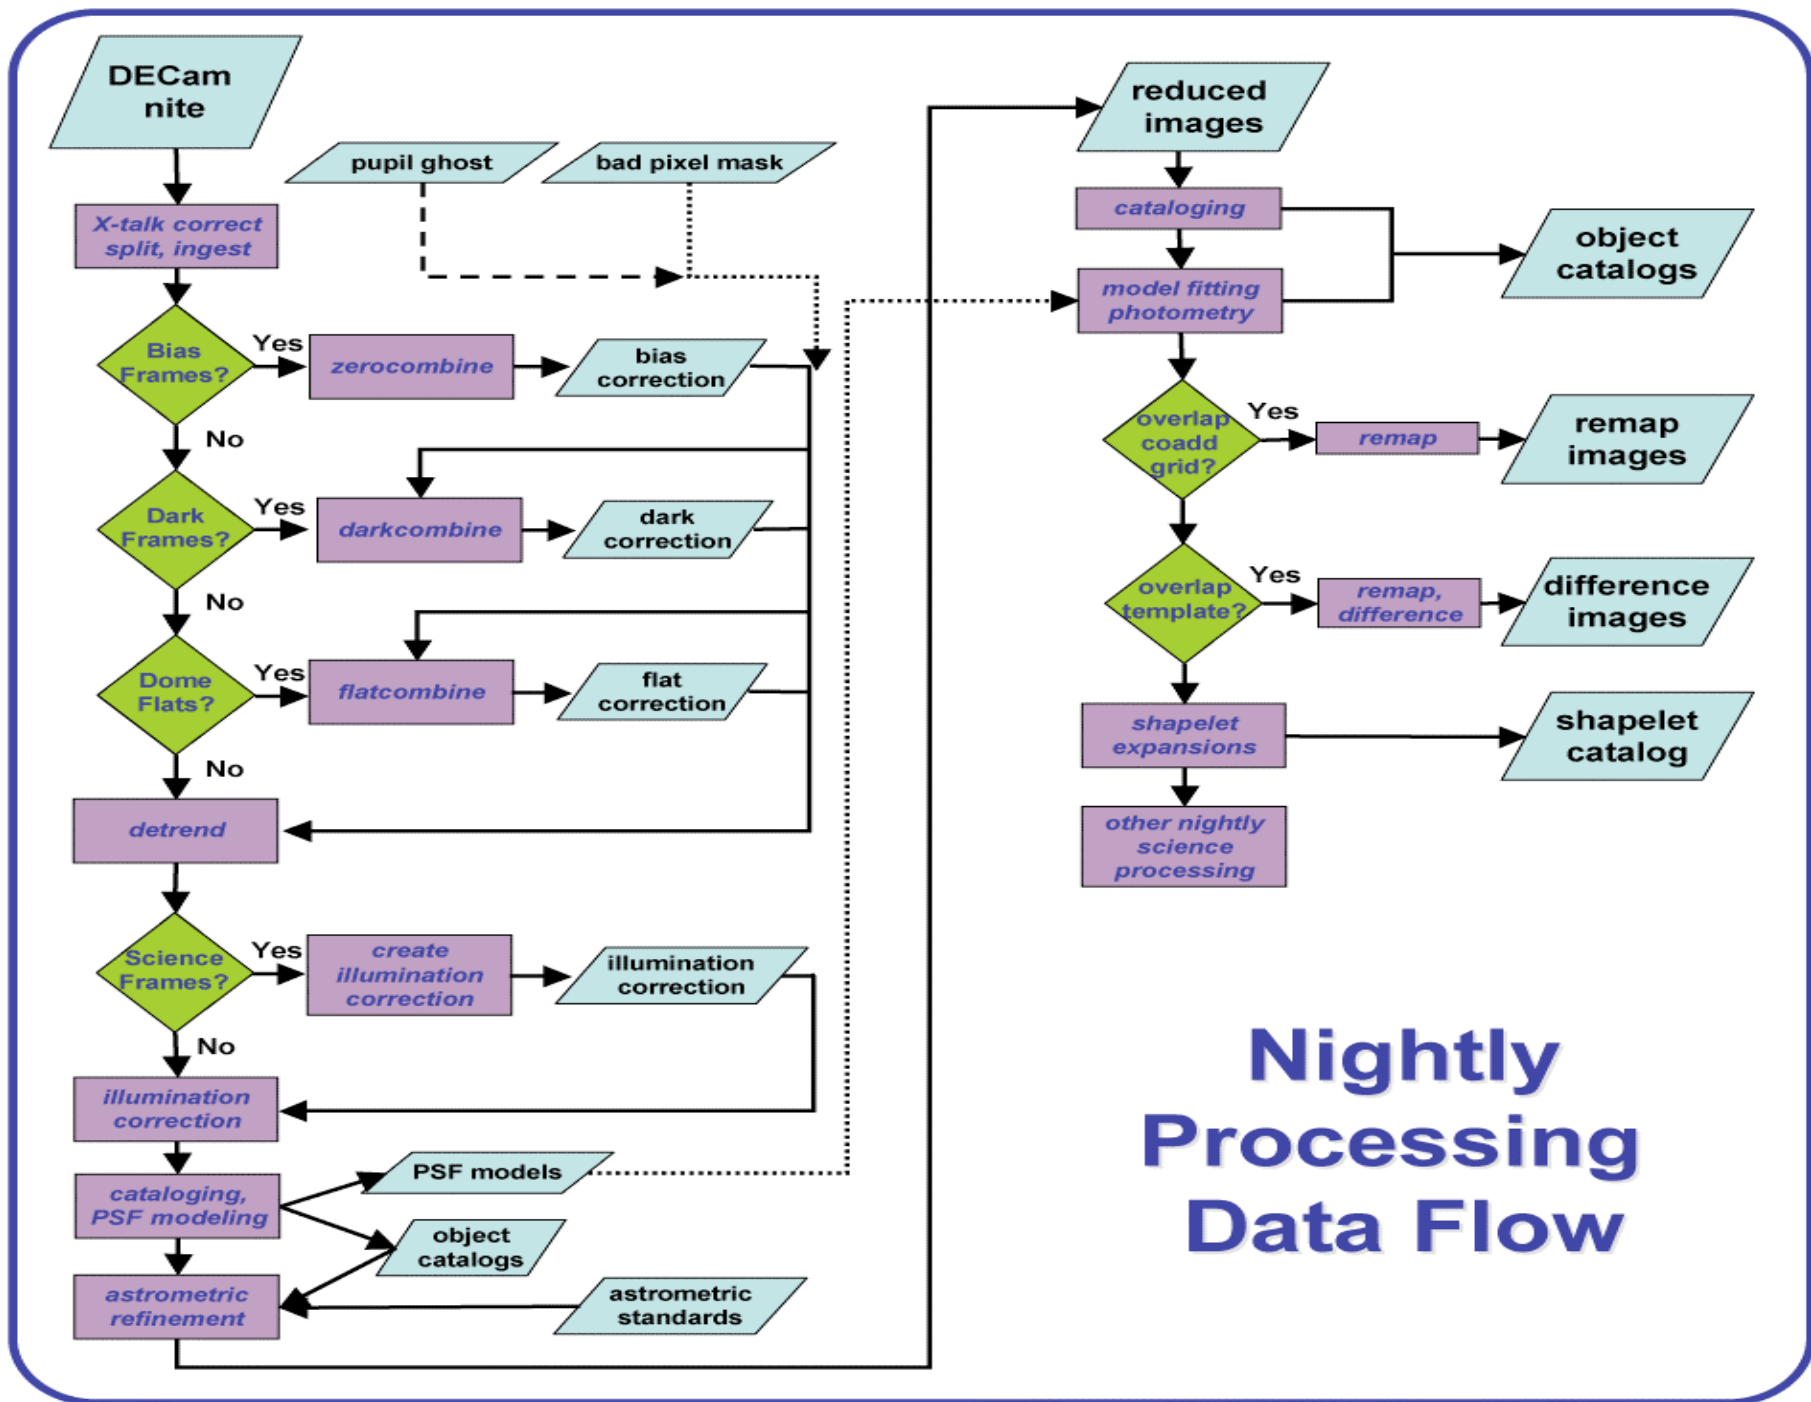 DECam
nite
pupil ghost
bad pixel mask
X-talk correct
split, ingest
Bias
Frames?
Yes
zerocombine
bias
correction
No
Dark
Frames?
Yes
darkcombine
dark
correction
No
Dome
Flats?
Yes
flatcombine
flat
correction
No
detrend
Science
Frames?
Yes
create
illumination
correction
illumination
correction
No
illumination
correction
cataloging,
PSF modeling
PSF models
object
catalogs
astrometric
refinement
astrometric
standards
reduced
images
cataloging
object
catalogs
model fitting
photometry
overlap
coadd
grid?
Yes
remap
remap
images
overlap
template?
Yes
remap,
difference
difference
images
shapelet
expansions
shapelet
catalog
other nightly
science
processing
Nightly
Processing
Data Flow